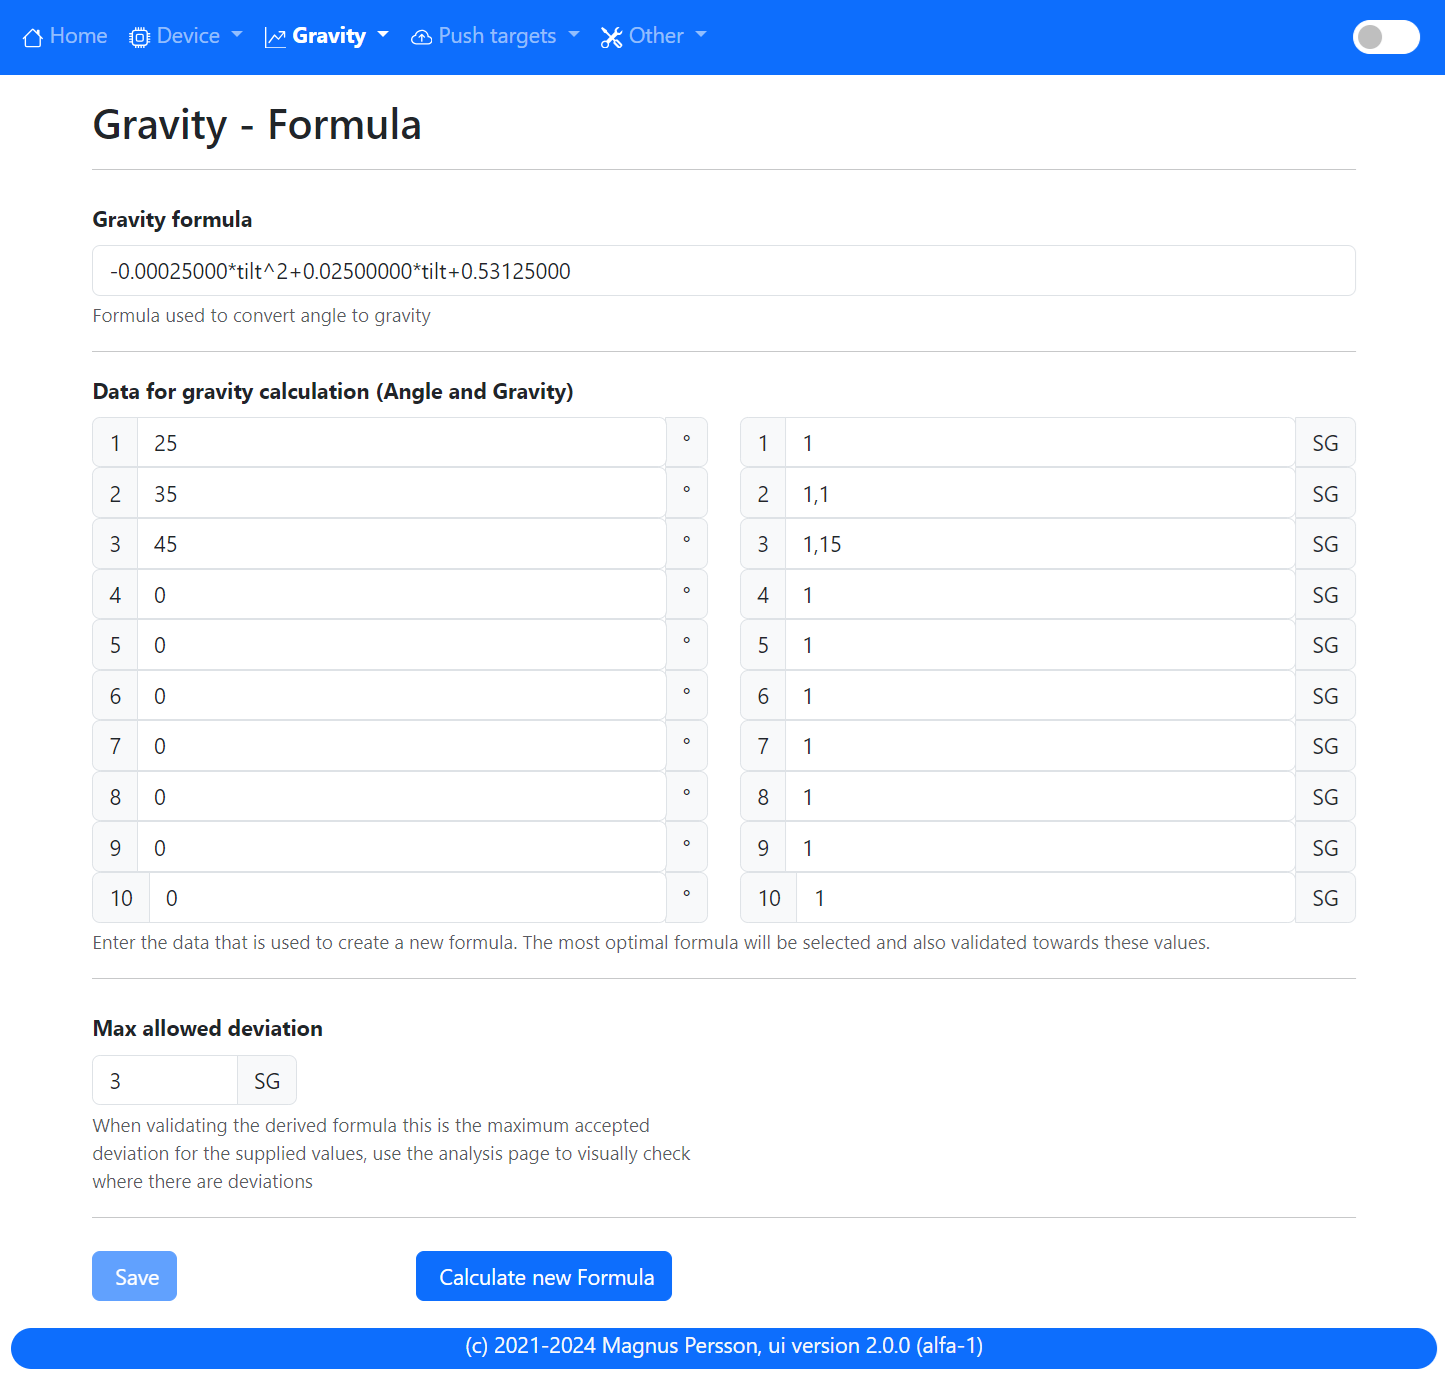 Home Device Gravity Push targets Other
Gravity - Formula
Gravity formula
-0.00025000*tilt^2+0.02500000*tilt+0.53125000
Formula used to convert angle to gravity
Data for gravity calculation (Angle and Gravity)
1 25 ° 1 1 SG
2 35 ° 2 1,1 SG
3 45 ° 3 1,15 SG
4 0 ° 4 1 SG
5 0 ° 5 1 SG
6 0 ° 6 1 SG
7 0 ° 7 1 SG
8 0 ° 8 1 SG
9 0 ° 9 1 SG
10 0 ° 10 1 SG
Enter the data that is used to create a new formula. The most optimal formula will be selected and also validated towards these values.
Max allowed deviation
3 SG
When validating the derived formula this is the maximum accepted
deviation for the supplied values, use the analysis page to visually check
where there are deviations
Save Calculate new Formula
(c) 2021-2024 Magnus Persson, ui version 2.0.0 (alfa-1)